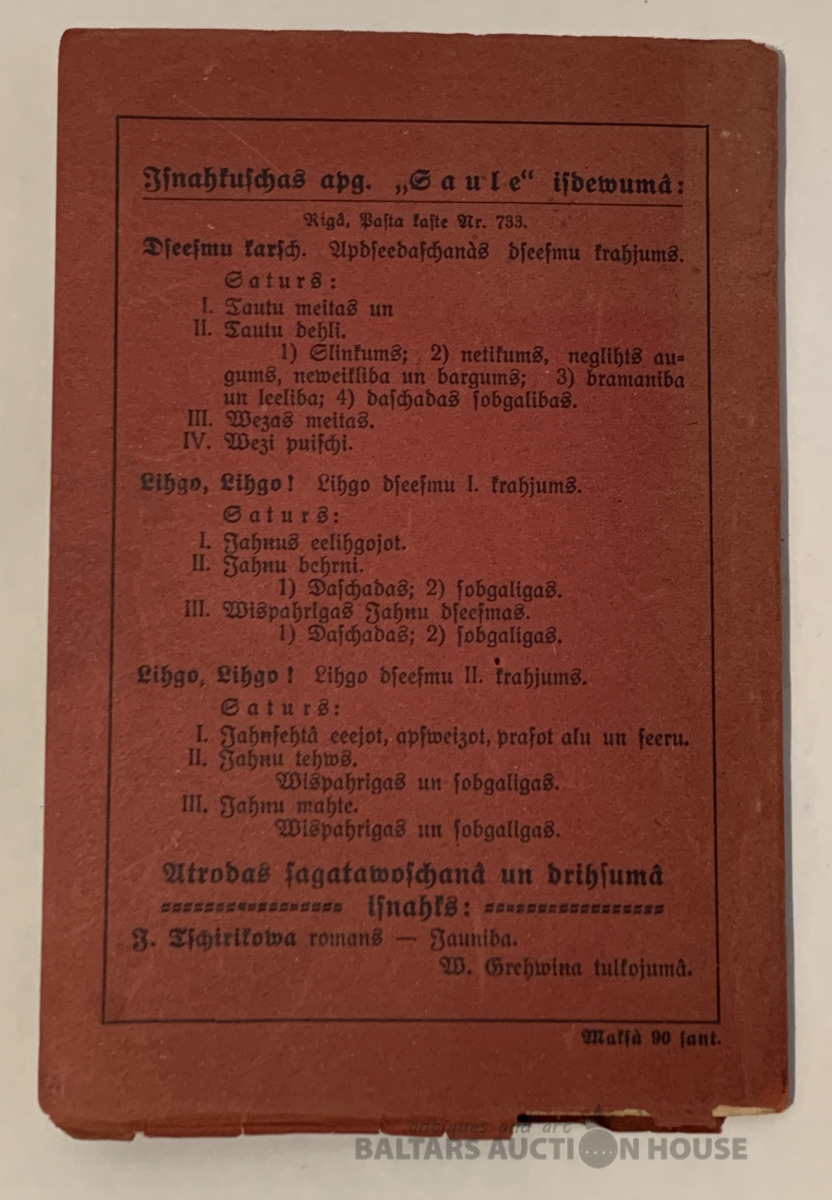 Isnahkuschas apg. „Saule“ isdewumâ:
Rigâ, Pasta kaste Nr. 733.
Dseesmu karsch. Apdseedaschanàs dseesmu krahjums.
Saturs:
I. Tautu meitas un
II. Tautu dehli.
1) Slinkums; 2) netikums, neglihts au=
gums, neweikliba un bargums; 3) bramaniba
un leeliba; 4) daschadas sobgalibas.
III. Wezas meitas.
IV. Wezi puischi.
Lihgo, Lihgo! Lihgo dseesmu I. krahjums.
Saturs:
I. Jahnus eelihgojot.
II. Jahnu behrni.
1) Daschadas; 2) sobgaligas.
III. Wispahrigas Jahnu dseesmas.
1) Daschadas; 2) sobgaligas.
Lihgo, Lihgo! Lihgo dseesmu II. krahjums.
Saturs:
I. Jahnsehtâ eeejot, apsweizot, prasot alu un seeru.
II. Jahnu tehws.
Wispahrigas un sobgaligas.
III. Jahnu mahte.
Wispahrigas un sobgaligas.
Atrodas sagatawoschanâ un drihsumâ
isnahks:
J. Tschirikowa romans — Jauniba.
W. Grehwina tulkojumâ.
Maksà 90 sant.
antiques and art
BALTARS AUCTION HOUSE